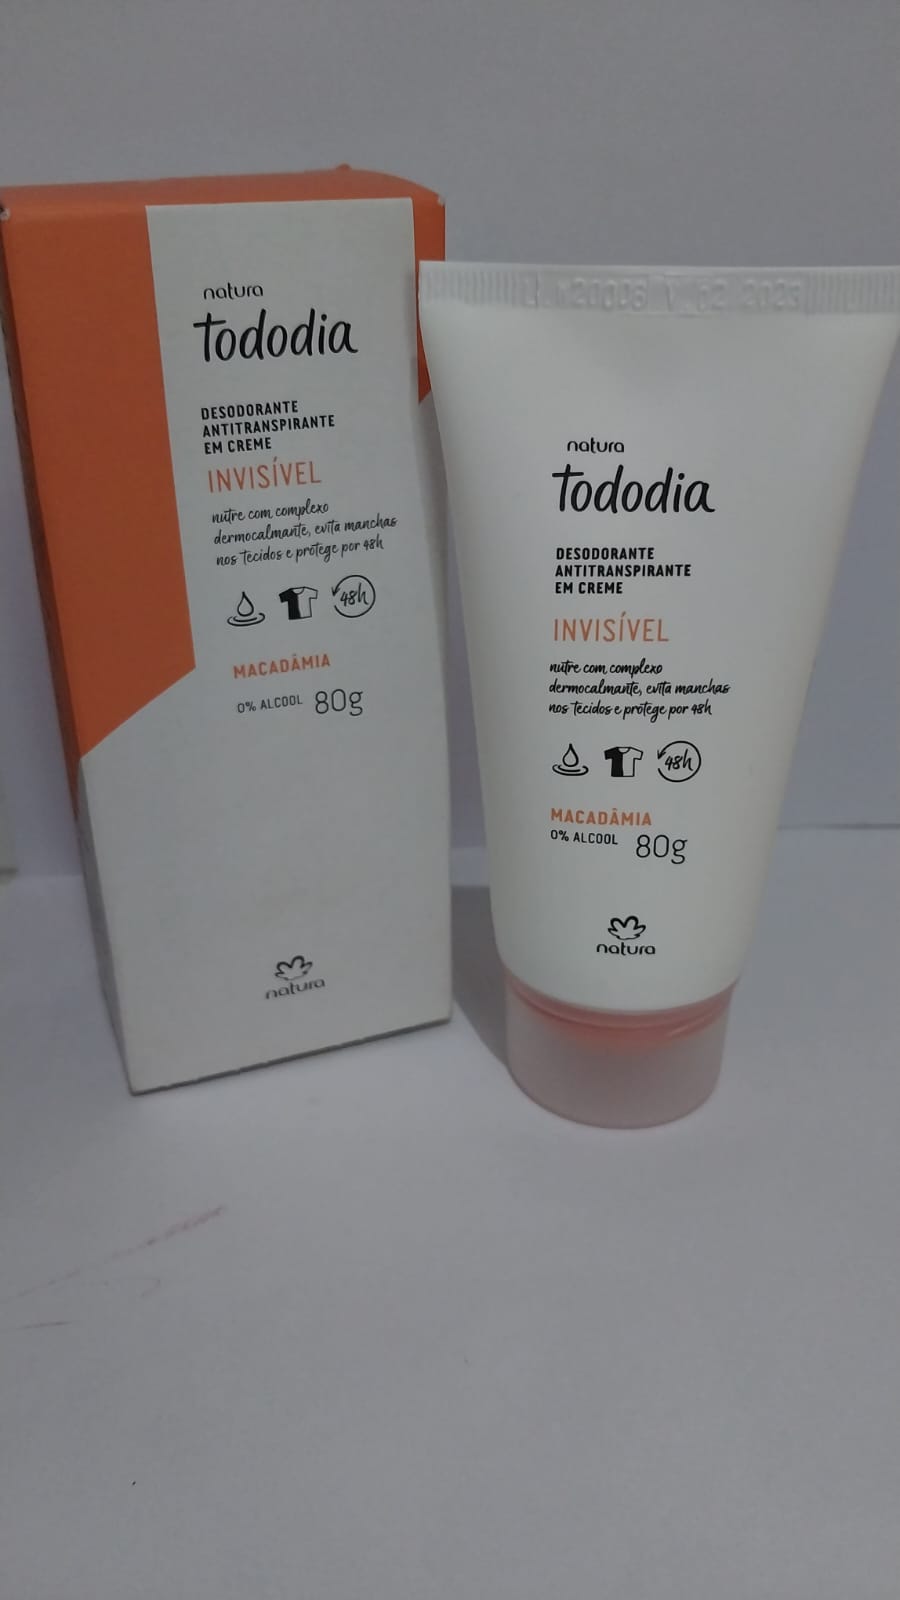 natura
tododia
DESODORANTE
ANTITRANSPIRANTE
EM CREME
INVISÍVEL
nutre com complexo
dermocalmante, evita manchas
nos tecidos e protege por 48h
48h
MACADÂMIA
0% ALCOOL 80g
natura
V 02 2023
natura
tododia
DESODORANTE
ANTITRANSPIRANTE
EM CREME
INVISÍVEL
nutre com complexo
dermocalmante, evita manchas
nos tecidos e protege por 48h
48h
MACADÂMIA
0% ALCOOL 80g
natura